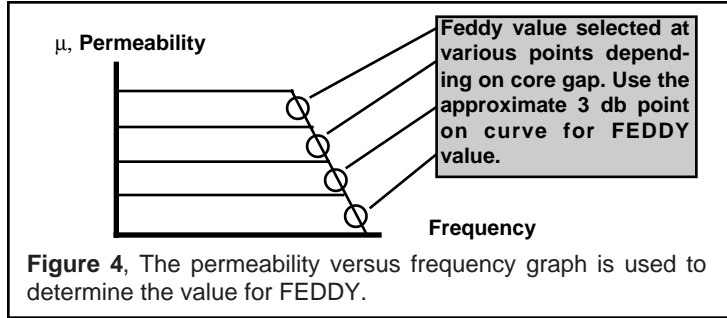 μ, Permeability
Feddy value selected at
various points depend-
ing on core gap. Use the
approximate 3 db point
on curve for FEDDY
value.
Frequency
Figure 4, The permeability versus frequency graph is used to
determine the value for FEDDY.